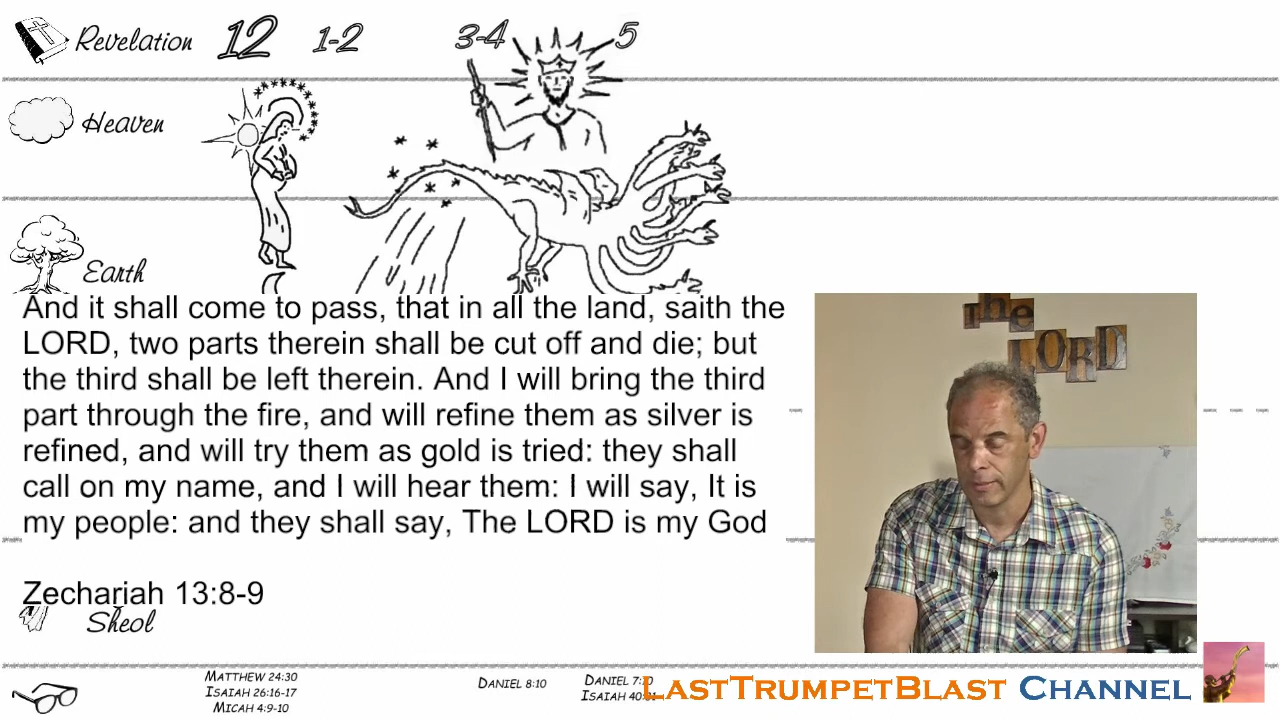 Revelation 12 1-2 3-4 5
Heaven
The
LORD
Earth
And it shall come to pass, that in all the land, saith the
LORD, two parts therein shall be cut off and die; but
the third shall be left therein. And I will bring the third
part through the fire, and will refine them as silver is
refined, and will try them as gold is tried: they shall
call on my name, and I will hear them: I will say, It is
my people: and they shall say, The LORD is my God
Zechariah 13:8-9
Sheol
MATTHEW 24:30
ISAIAH 26:16-17
MICAH 4:9-10
DANIEL 8:10
DANIEL
ISAIAH
LASTTRUMPETBLAST CHANNEL